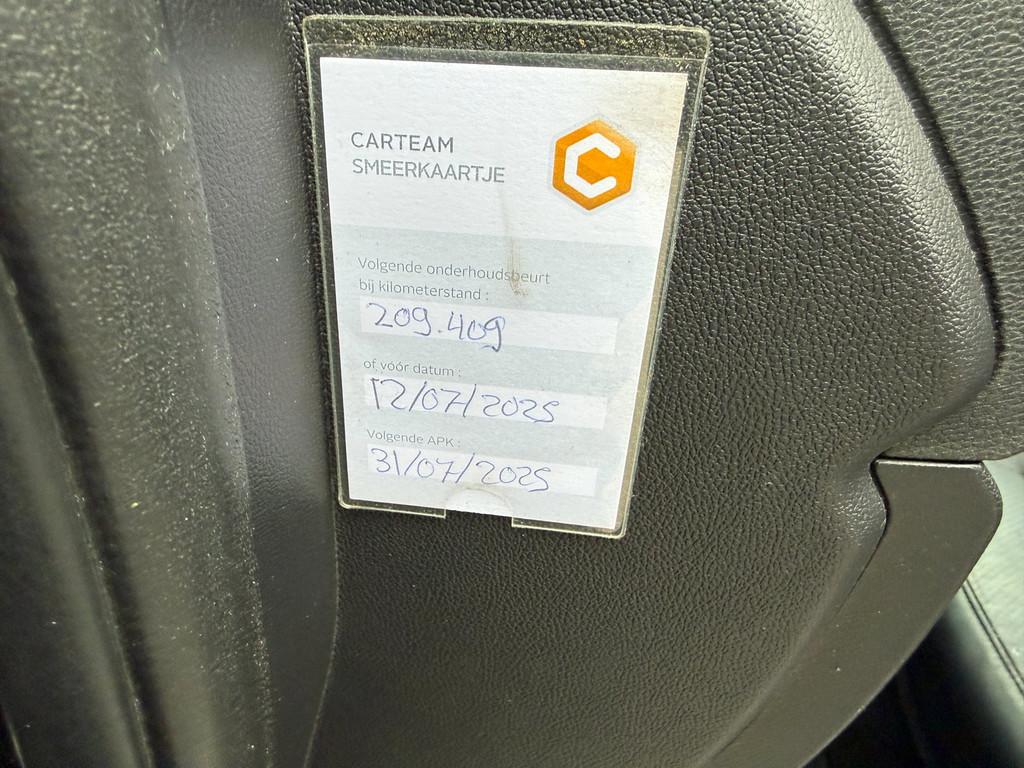 CARTEAM
SMEERKAARTJE
Volgende onderhoudsbeurt
bij kilometerstand :
209.409
of vóór datum :
12/07/2025
Volgende APK :
31/07/2025